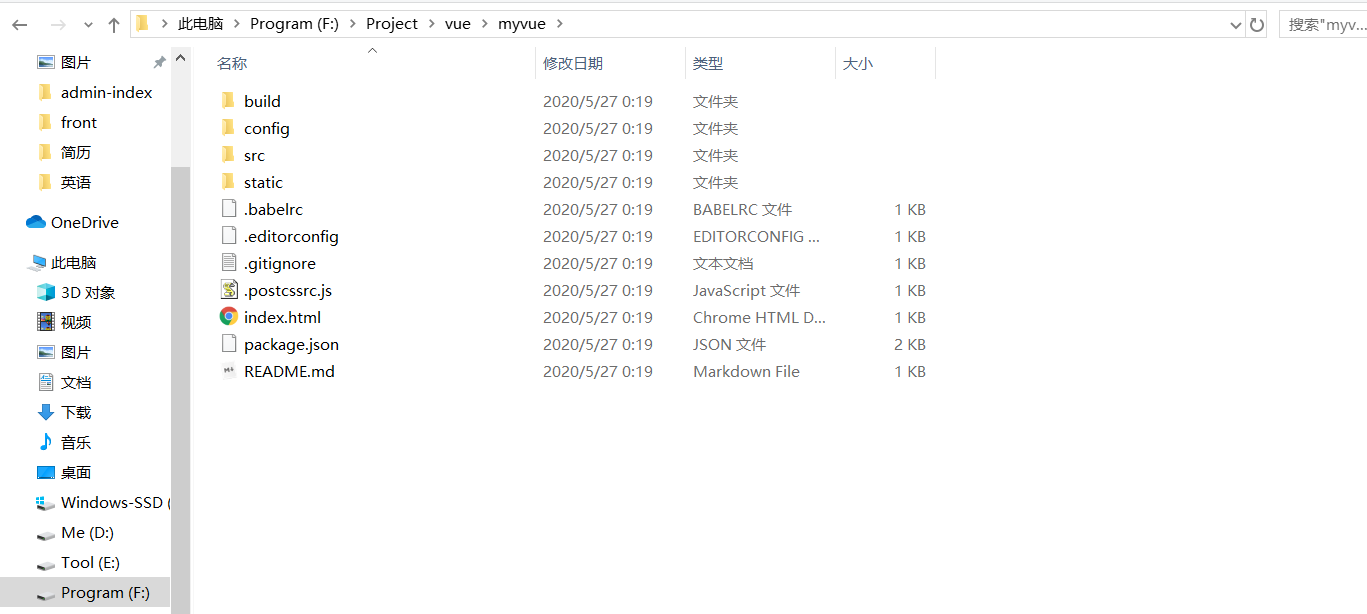 此电脑 > Program (F:) > Project > vue > myvue >
搜索"myv...
图片
admin-index
front
简历
英语
OneDrive
此电脑
3D 对象
视频
图片
文档
下载
音乐
桌面
Windows-SSD (
Me (D:)
Tool (E:)
Program (F:)
名称 修改日期 类型 大小
build 2020/5/27 0:19 文件夹
config 2020/5/27 0:19 文件夹
src 2020/5/27 0:19 文件夹
static 2020/5/27 0:19 文件夹
.babelrc 2020/5/27 0:19 BABELRC 文件 1 KB
.editorconfig 2020/5/27 0:19 EDITORCONFIG ... 1 KB
.gitignore 2020/5/27 0:19 文本文档 1 KB
.postcssrc.js 2020/5/27 0:19 JavaScript 文件 1 KB
index.html 2020/5/27 0:19 Chrome HTML D... 1 KB
package.json 2020/5/27 0:19 JSON 文件 2 KB
README.md 2020/5/27 0:19 Markdown File 1 KB